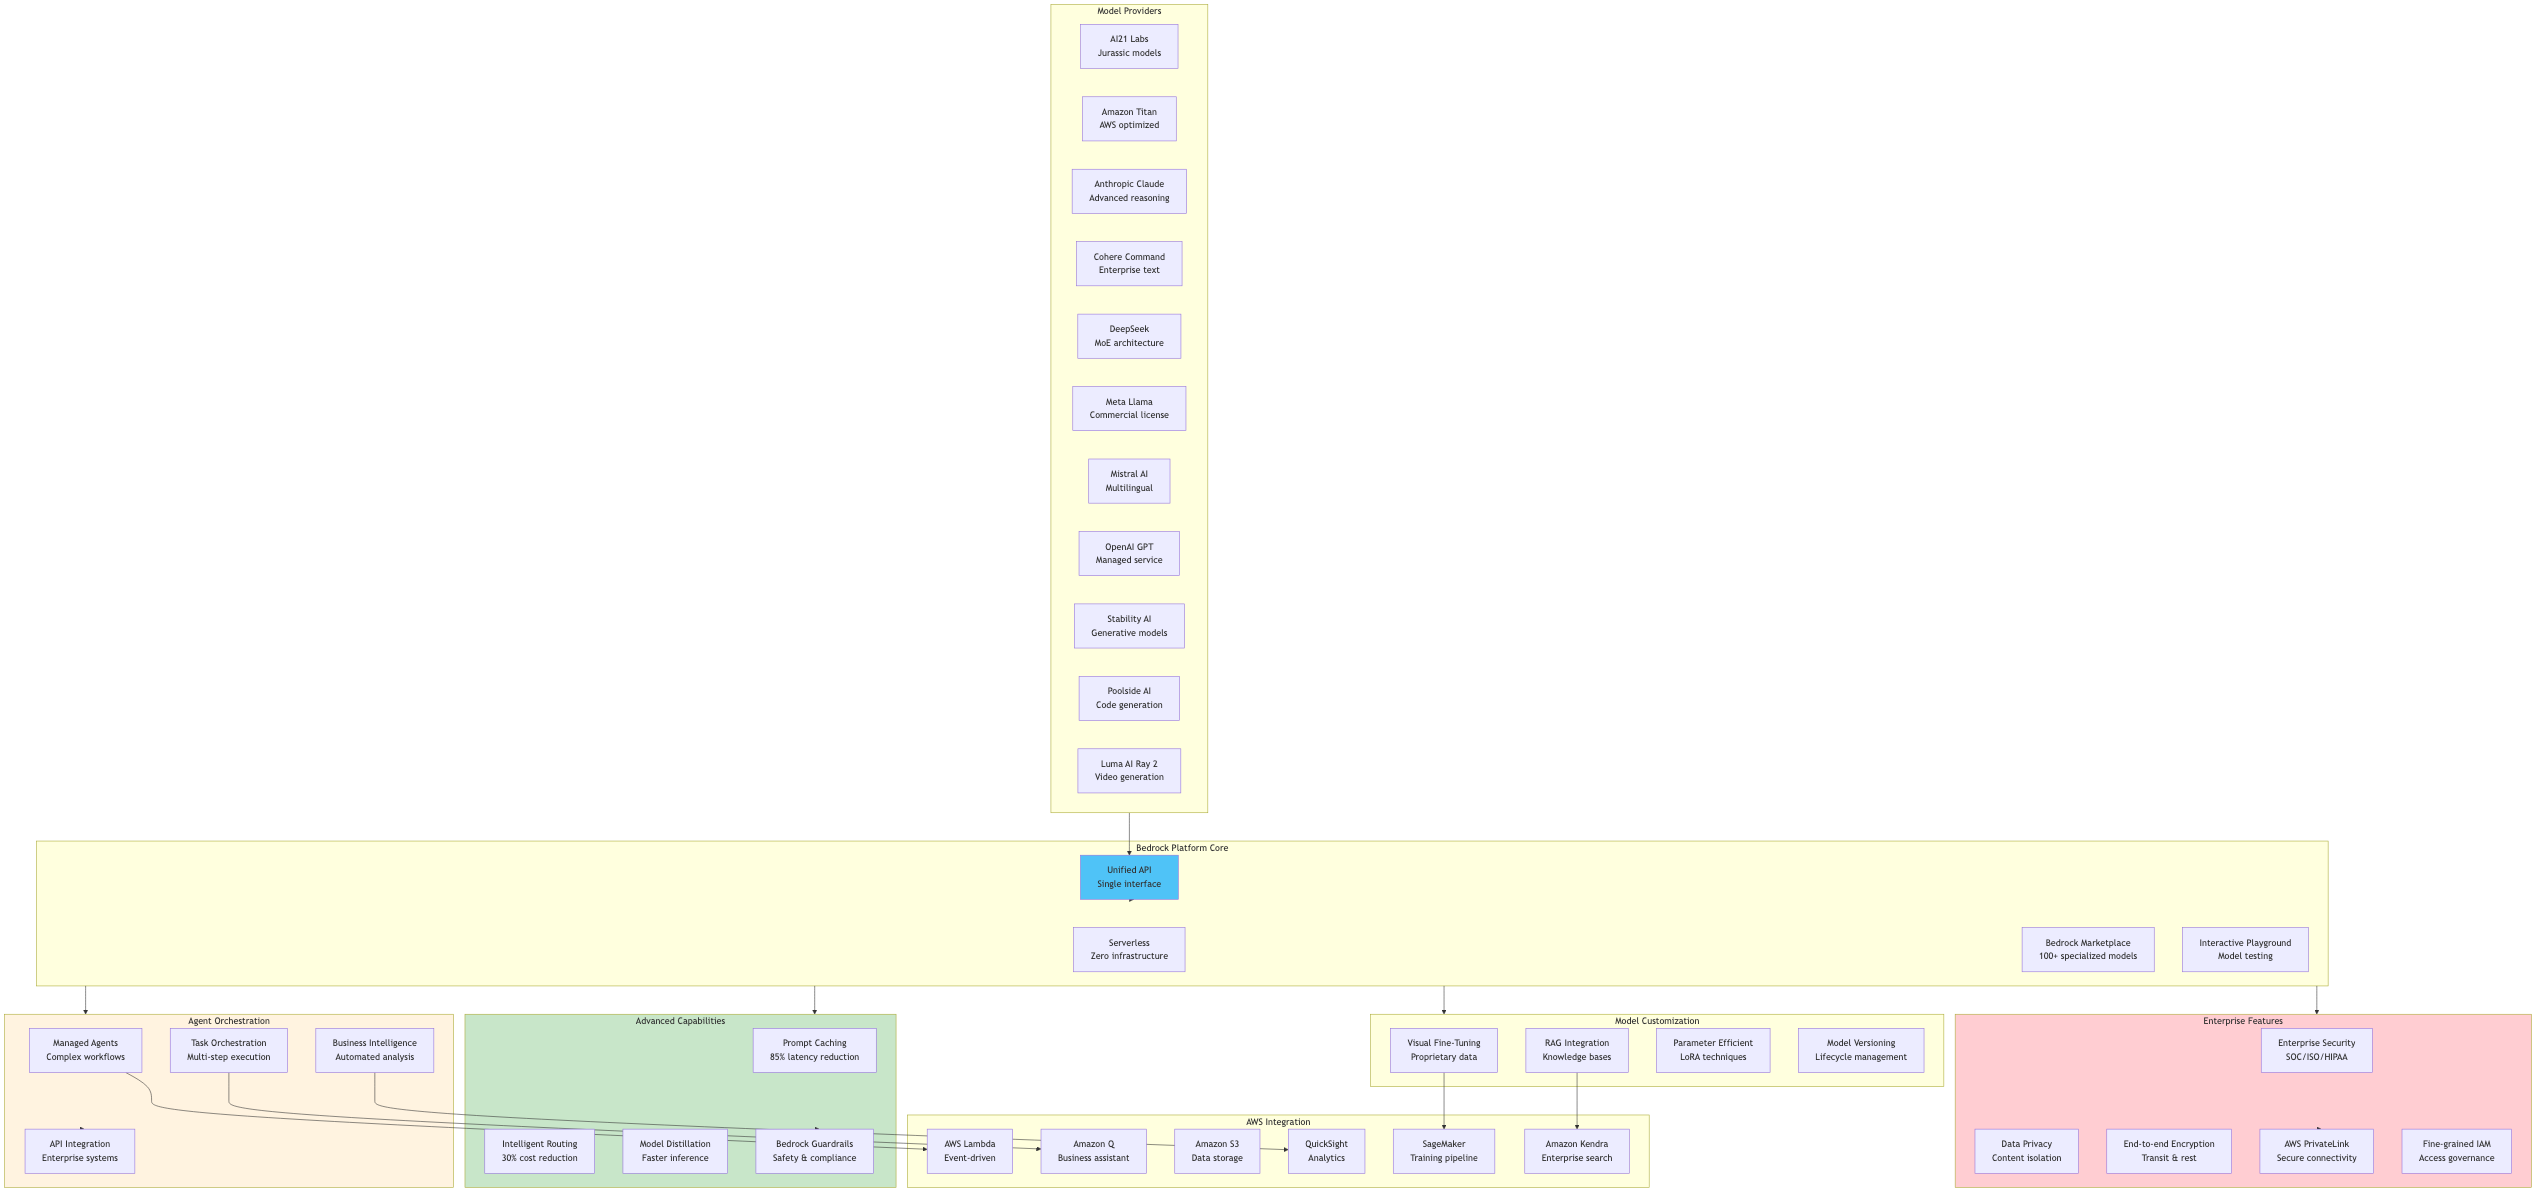 Model Providers
AI21 Labs
Jurassic models
Amazon Titan
AWS optimized
Anthropic Claude
Advanced reasoning
Cohere Command
Enterprise text
DeepSeek
MoE architecture
Meta Llama
Commercial license
Mistral AI
Multilingual
OpenAI GPT
Managed service
Stability AI
Generative models
Poolside AI
Code generation
Luma AI Ray 2
Video generation
Bedrock Platform Core
Unified API
Single interface
Serverless
Zero infrastructure
Bedrock Marketplace
100+ specialized models
Interactive Playground
Model testing
Agent Orchestration
Managed Agents
Complex workflows
Task Orchestration
Multi-step execution
Business Intelligence
Automated analysis
API Integration
Enterprise systems
Advanced Capabilities
Prompt Caching
85% latency reduction
Intelligent Routing
30% cost reduction
Model Distillation
Faster inference
Bedrock Guardrails
Safety & compliance
Model Customization
Visual Fine-Tuning
Proprietary data
RAG Integration
Knowledge bases
Parameter Efficient
LoRA techniques
Model Versioning
Lifecycle management
AWS Integration
AWS Lambda
Event-driven
Amazon Q
Business assistant
Amazon S3
Data storage
QuickSight
Analytics
SageMaker
Training pipeline
Amazon Kendra
Enterprise search
Enterprise Features
Enterprise Security
SOC/ISO/HIPAA
Data Privacy
Content isolation
End-to-end Encryption
Transit & rest
AWS PrivateLink
Secure connectivity
Fine-grained IAM
Access governance